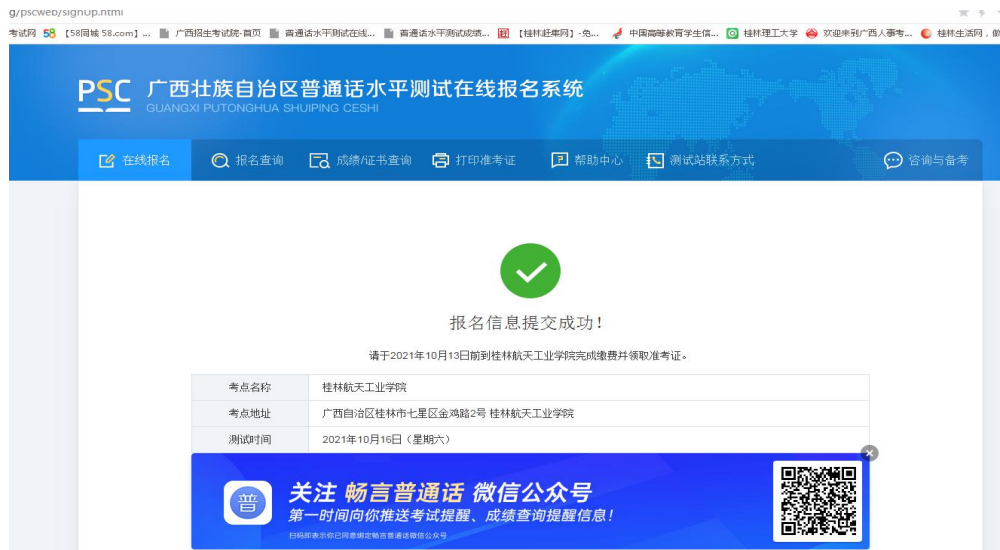 g/pscweb/signUp.html
考试网 58 【58同城 58.com】... 广西招生考试院-首页 普通话水平测试在线... 普通话水平测试成绩... 【桂林赶集网】-免... 中国高等教育学生信... 桂林理工大学 欢迎来到广西人事考... 桂林生活网，做
PSC 广西壮族自治区普通话水平测试在线报名系统
GUANGXI PUTONGHUA SHUIPING CESHI
在线报名 报名查询 成绩/证书查询 打印准考证 帮助中心 测试站联系方式 咨询与备考
报名信息提交成功！
请于2021年10月13日前到桂林航天工业学院完成缴费并领取准考证。
考点名称 桂林航天工业学院
考点地址 广西自治区桂林市七星区金鸡路2号 桂林航天工业学院
测试时间 2021年10月16日（星期六）
普 关注 畅言普通话 微信公众号
第一时间向你推送考试提醒、成绩查询提醒信息！
扫码即表示你已同意绑定畅言普通话微信公众号